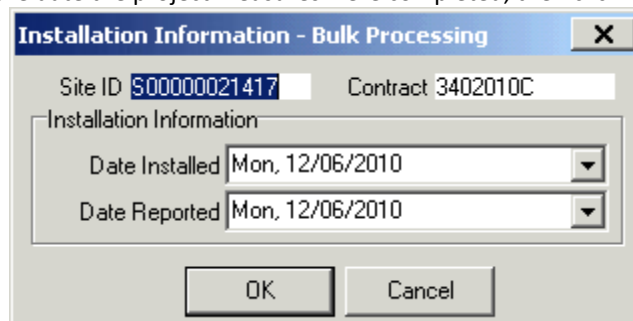 Installation Information - Bulk Processing
Site ID S00000021417 Contract 3402010C
Installation Information
Date Installed Mon, 12/06/2010
Date Reported Mon, 12/06/2010
OK Cancel